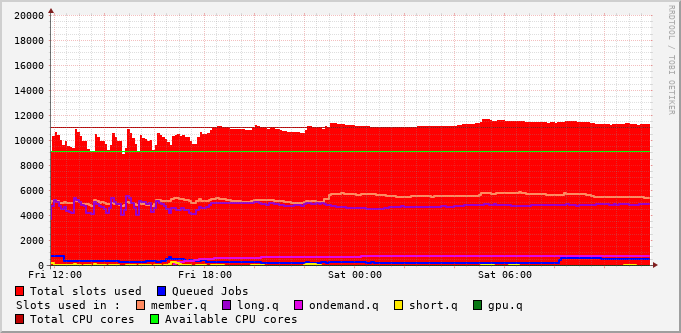 20000
18000
16000
14000
12000
10000
8000
6000
4000
2000
0
Fri 12:00 Fri 18:00 Sat 00:00 Sat 06:00
Total slots used Queued Jobs
Slots used in : member.q long.q ondemand.q short.q gpu.q
Total CPU cores Available CPU cores
RRDTOOL / TOBI OETIKER